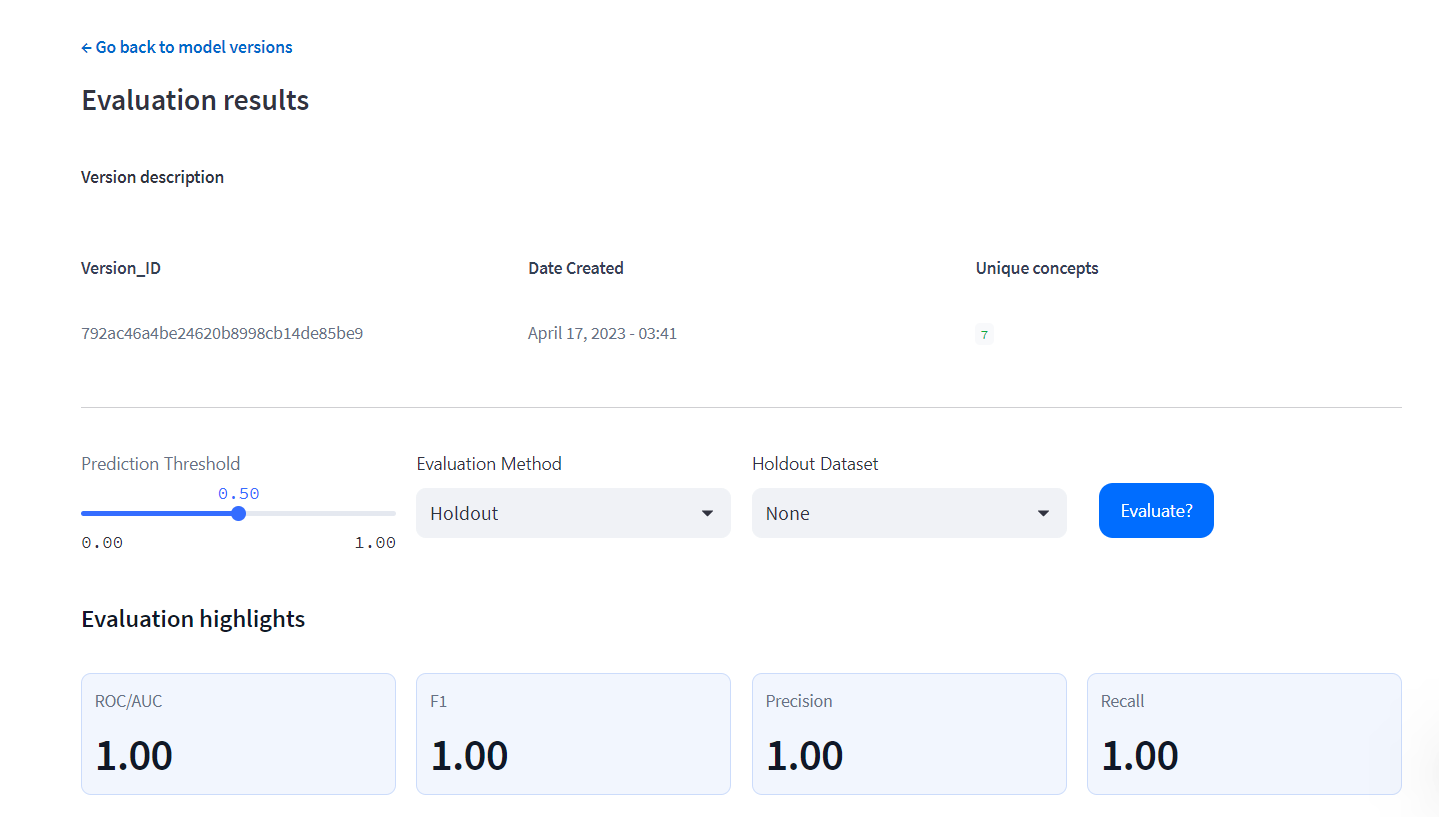 ← Go back to model versions
Evaluation results
Version description
Version_ID Date Created Unique concepts
792ac46a4be24620b8998cb14de85be9 April 17, 2023 - 03:41 7
Prediction Threshold Evaluation Method Holdout Dataset
0.50
Holdout None Evaluate?
0.00 1.00
Evaluation highlights
ROC/AUC F1 Precision Recall
1.00 1.00 1.00 1.00